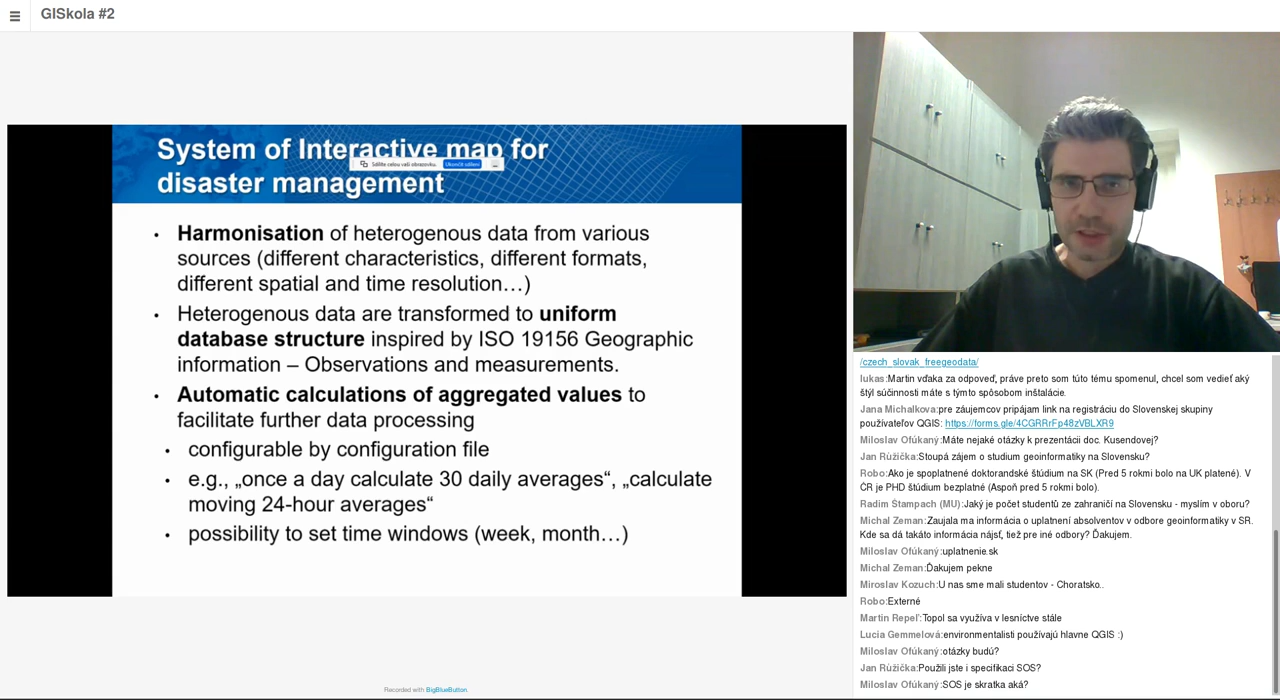 GISkola #2
System of Interactive map for
Sdílíte celou vaši obrazovku.
Ukončit sdílení
disaster management
• Harmonisation of heterogenous data from various
sources (different characteristics, different formats,
different spatial and time resolution…)
• Heterogenous data are transformed to uniform
database structure inspired by ISO 19156 Geographic
information – Observations and measurements.
• Automatic calculations of aggregated values to
facilitate further data processing
• configurable by configuration file
• e.g., „once a day calculate 30 daily averages“, „calculate
moving 24-hour averages“
• possibility to set time windows (week, month…)
Recorded with BigBlueButton.
/czech_slovak_freegeodata/
lukas:Martin vďaka za odpoveď, práve preto som túto tému spomenul, chcel som vedieť aký
štýl súčinnosti máte s týmto spôsobom inštalácie.
Jana Michalkova:pre záujemcov pripájam link na registráciu do Slovenskej skupiny
používateľov QGIS: https://forms.gle/4CGRRrFp48zVBLXR9
Miloslav Ofúkaný:Máte nejaké otázky k prezentácii doc. Kusendovej?
Jan Růžička:Stoupá zájem o studium geoinformatiky na Slovensku?
Robo:Ako je spoplatnené doktorandské štúdium na SK (Pred 5 rokmi bolo na UK platené). V
ČR je PHD štúdium bezplatné (Aspoň pred 5 rokmi bolo).
Radim Štampach (MU):Jaký je počet studentů ze zahraničí na Slovensku - myslím v oboru?
Michal Zeman:Zaujala ma informácia o uplatnení absolventov v odbore geoinformatiky v SR.
Kde sa dá takáto informácia nájsť, tiež pre iné odbory? Ďakujem.
Miloslav Ofúkaný:uplatnenie.sk
Michal Zeman:Ďakujem pekne
Miroslav Kozuch:U nas sme mali studentov - Choratsko..
Robo:Externé
Martin Repeľ:Topol sa využíva v lesníctve stále
Lucia Gemmelová:environmentalisti používajú hlavne QGIS :)
Miloslav Ofúkaný:otázky budú?
Jan Růžička:Použili jste i specifikaci SOS?
Miloslav Ofúkaný:SOS je skratka aká?